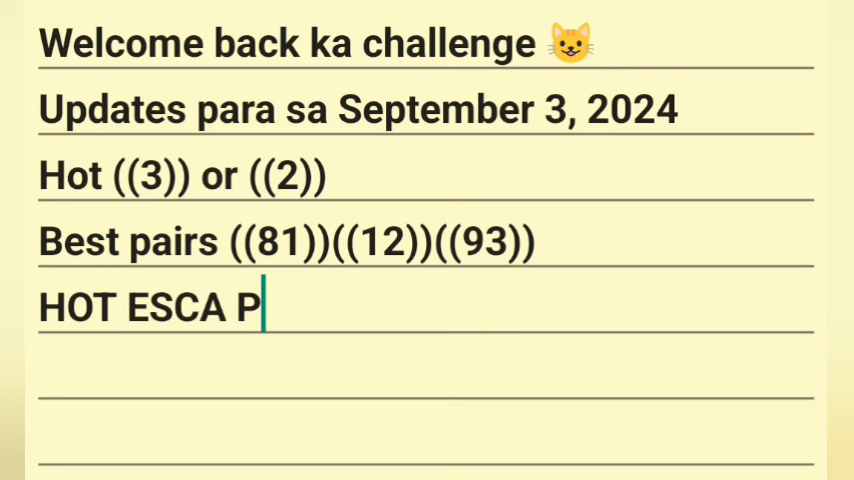 Welcome back ka challenge 😺
Updates para sa September 3, 2024
Hot ((3)) or ((2))
Best pairs ((81))((12))((93))
HOT ESCA P